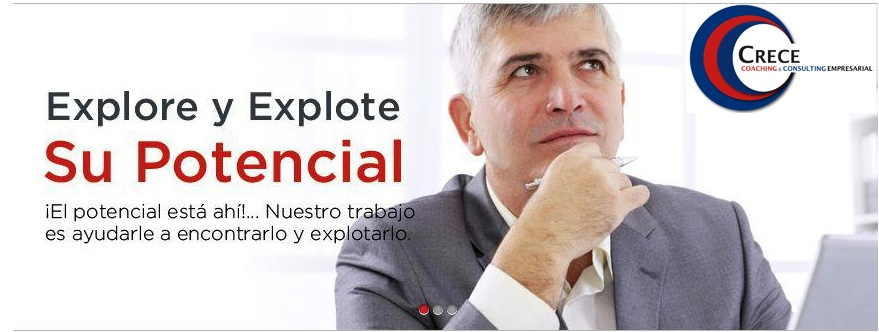 Explore y Explote
Su Potencial
¡El potencial está ahí!... Nuestro trabajo
es ayudarle a encontrarlo y explotarlo.
CRECE
COACHING & CONSULTING EMPRESARIAL